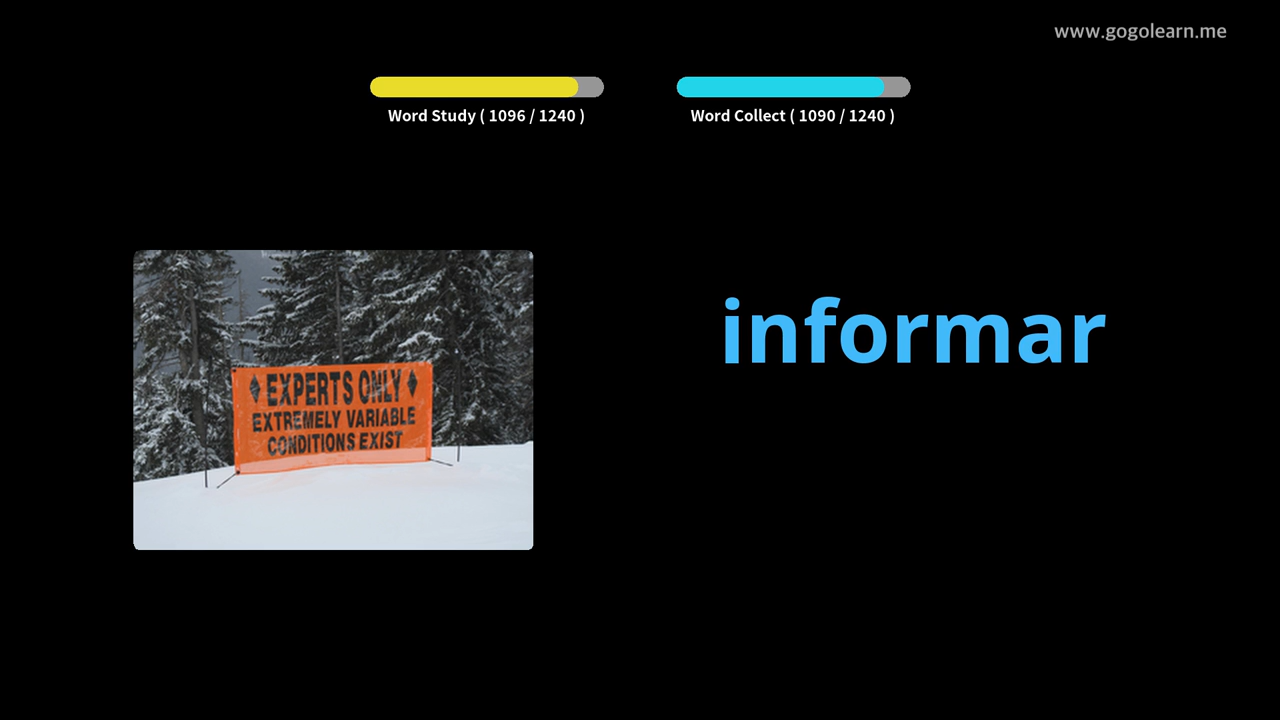 www.gogolearn.me
Word Study ( 1096 / 1240 )
Word Collect ( 1090 / 1240 )
informar
EXPERTS ONLY
EXTREMELY VARIABLE
CONDITIONS EXIST